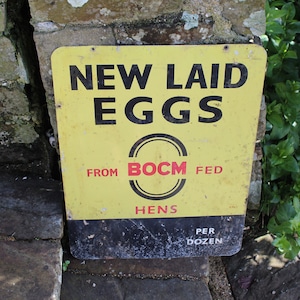 NEW LAID
EGGS
FROM BOCM FED
HENS
PER
DOZEN